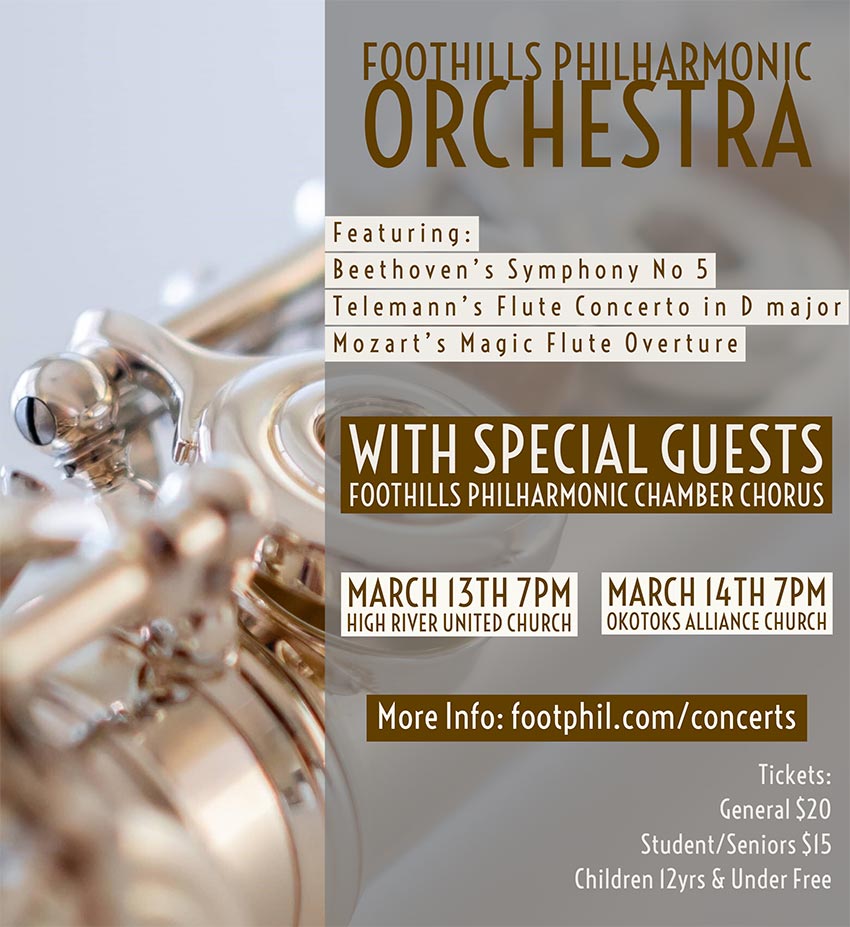 FOOTHILLS PHILHARMONIC
ORCHESTRA
Featuring:
Beethoven's Symphony No 5
Telemann's Flute Concerto in D major
Mozart's Magic Flute Overture
WITH SPECIAL GUESTS
FOOTHILLS PHILHARMONIC CHAMBER CHORUS
MARCH 13TH 7PM
HIGH RIVER UNITED CHURCH
MARCH 14TH 7PM
OKOTOKS ALLIANCE CHURCH
More Info: footphil.com/concerts
Tickets:
General $20
Student/Seniors $15
Children 12yrs & Under Free